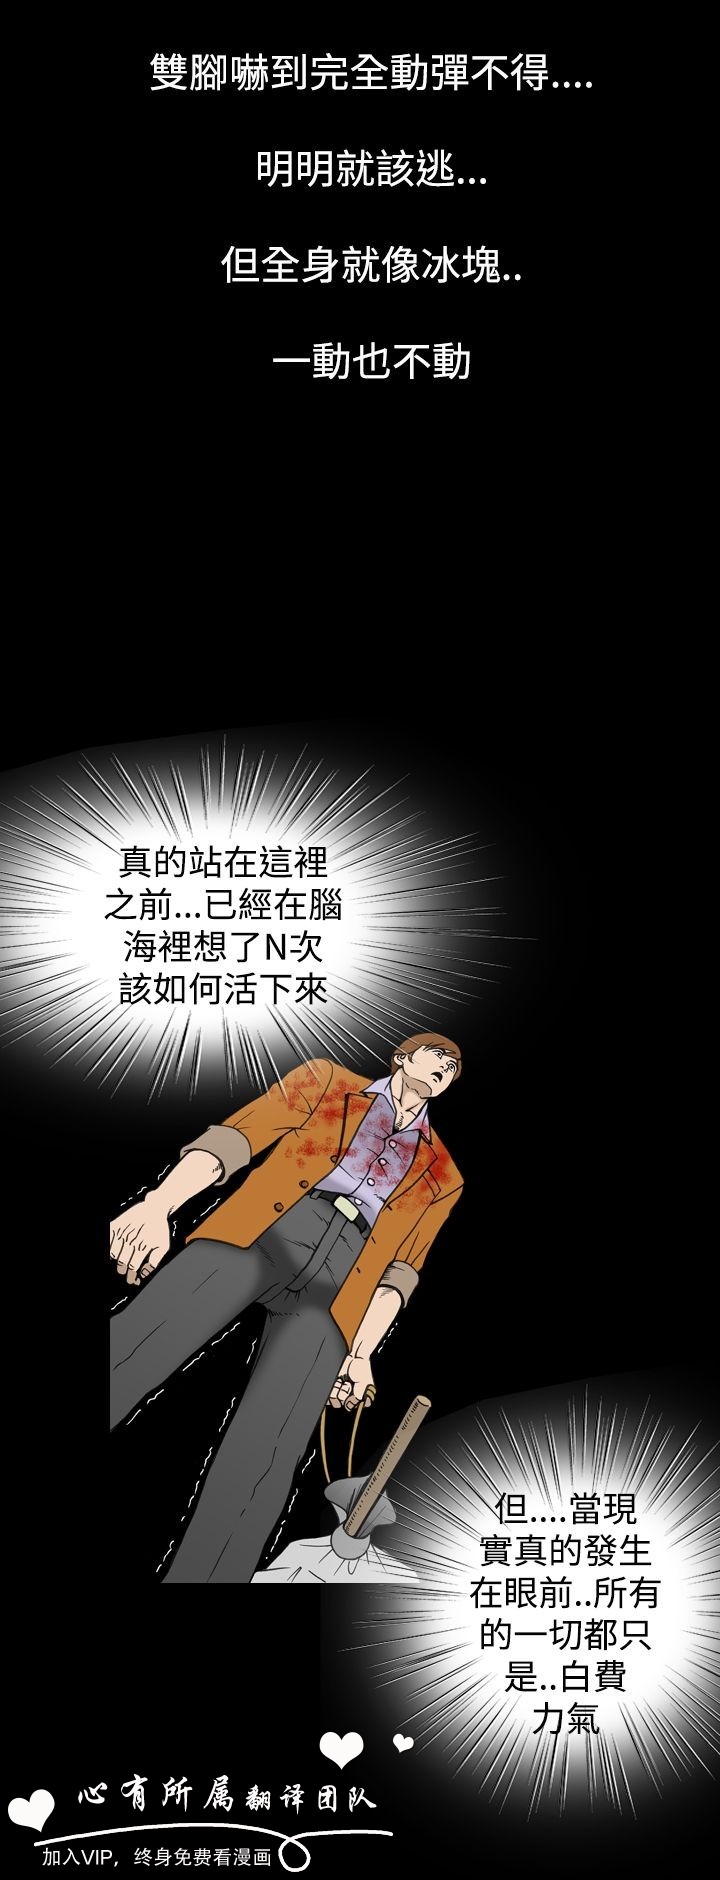 雙腳嚇到完全動彈不得....
明明就該逃...
但全身就像冰塊..
一動也不動
真的站在這裡
之前...已經在腦
海裡想了N次
該如何活下來
但....當現
實真的發生
在眼前..所有
的一切都只
是..白費
力氣
心有所属翻译团队
加入VIP，终身免费看漫画